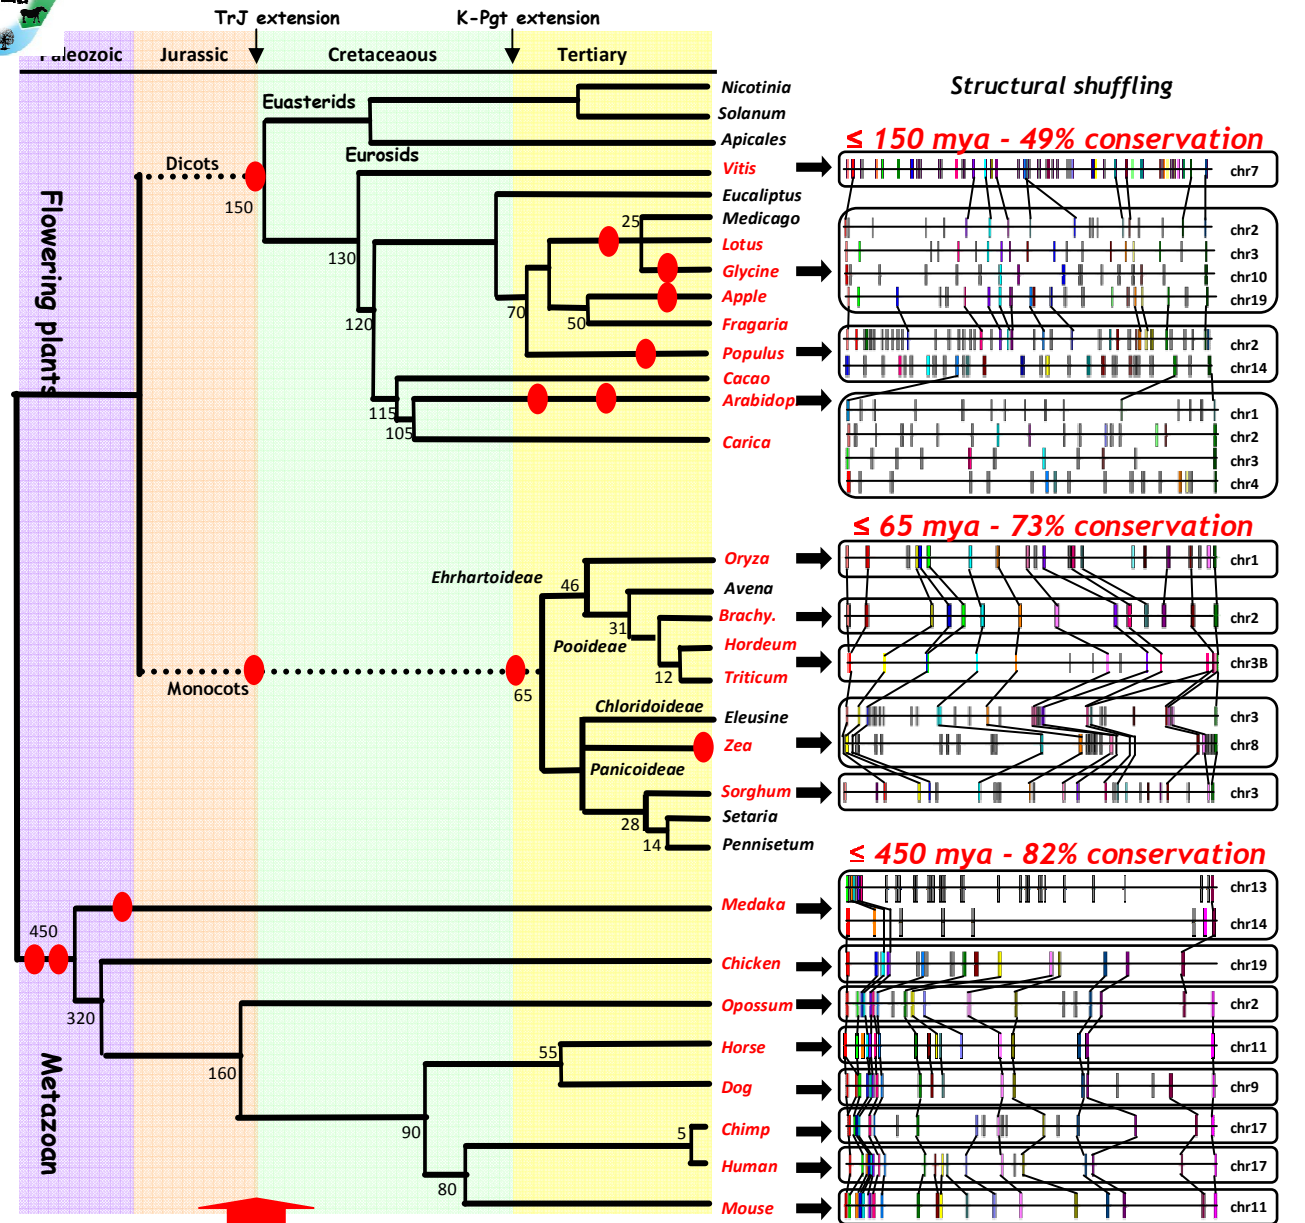 TrJ extension
K-Pgt extension
Paleozoic
Jurassic
Cretaceaous
Tertiary
Structural shuffling
Flowering plants
Metazoan
Dicots
150
Euasterids
Eurosids
130
120
115
105
70
25
50
Nicotinia
Solanum
Apicales
Vitis
Eucaliptus
Medicago
Lotus
Glycine
Apple
Fragaria
Populus
Cacao
Arabidop
Carica
≤ 150 mya - 49% conservation
chr7
chr2
chr3
chr10
chr19
chr2
chr14
chr1
chr2
chr3
chr4
Monocots
65
Ehrhartoideae
46
31
Pooideae
12
Chloridoideae
Panicoideae
28
14
Oryza
Avena
Brachy.
Hordeum
Triticum
Eleusine
Zea
Sorghum
Setaria
Pennisetum
≤ 65 mya - 73% conservation
chr1
chr2
chr3B
chr3
chr8
chr3
450
320
160
90
55
80
5
Medaka
Chicken
Opossum
Horse
Dog
Chimp
Human
Mouse
≤ 450 mya - 82% conservation
chr13
chr14
chr19
chr2
chr11
chr9
chr17
chr17
chr11